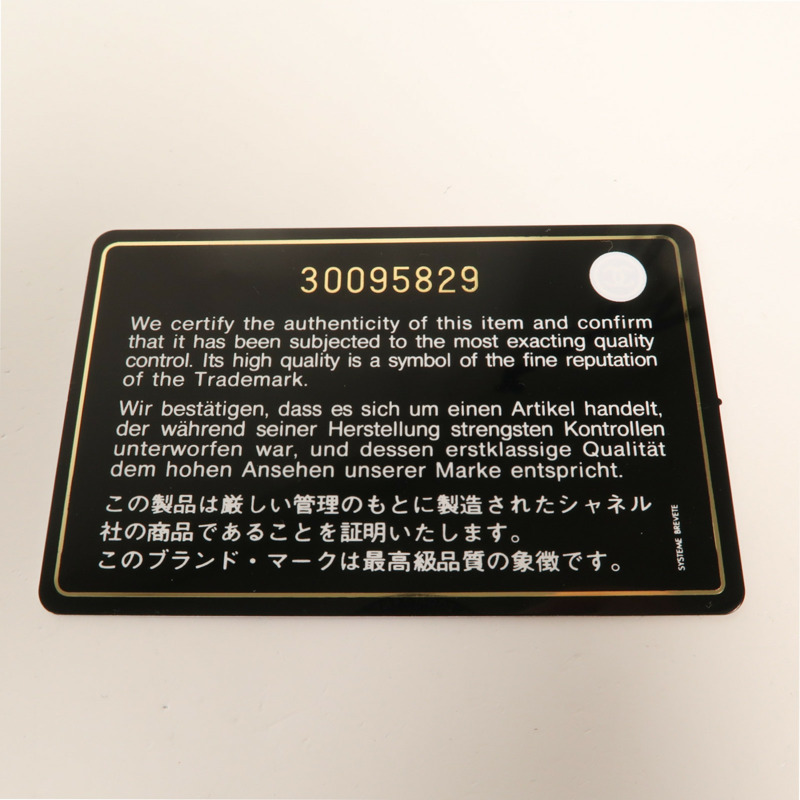 30095829
We certify the authenticity of this item and confirm
that it has been subjected to the most exacting quality
control. Its high quality is a symbol of the fine reputation
of the Trademark.
Wir bestätigen, dass es sich um einen Artikel handelt,
der während seiner Herstellung strengsten Kontrollen
unterworfen war, und dessen erstklassige Qualität
dem hohen Ansehen unserer Marke entspricht.
この製品は厳しい管理のもとに製造されたシャネル
社の商品であることを証明いたします。
このブランド・マークは最高級品質の象徴です。
SYSTEME BREVETE